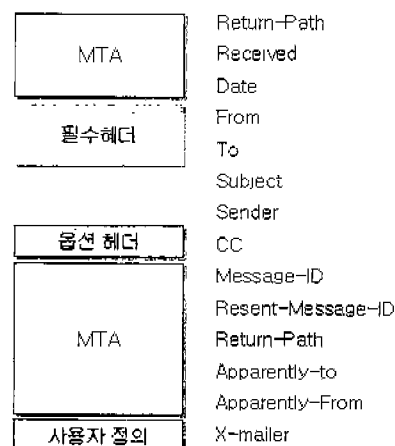 Return-Path
MTA
Received
Date
From
필수헤더
To
Subject
Sender
옵션 헤더
CC
Message-ID
Resent-Message-ID
MTA
Return-Path
Apparently-to
Apparently-From
사용자 정의
X-mailer